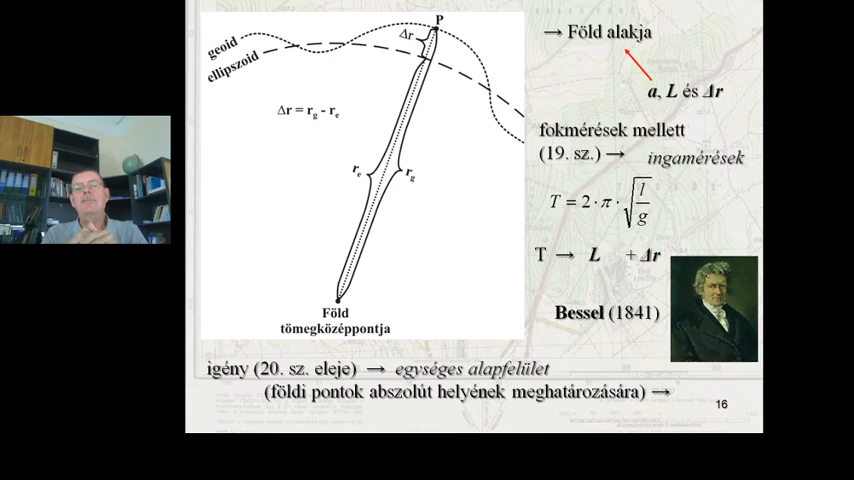 P
Δr
geoid
ellipszoid
Δr = rg - re
re
rg
Föld
tömegközéppontja
→ Föld alakja
a, L és Δr
fokmérések mellett
(19. sz.) → ingamérések
T = 2·π·√(l/g)
T → L + Δr
Bessel (1841)
igény (20. sz. eleje) → egységes alapfelület
(földi pontok abszolút helyének meghatározására) →
16